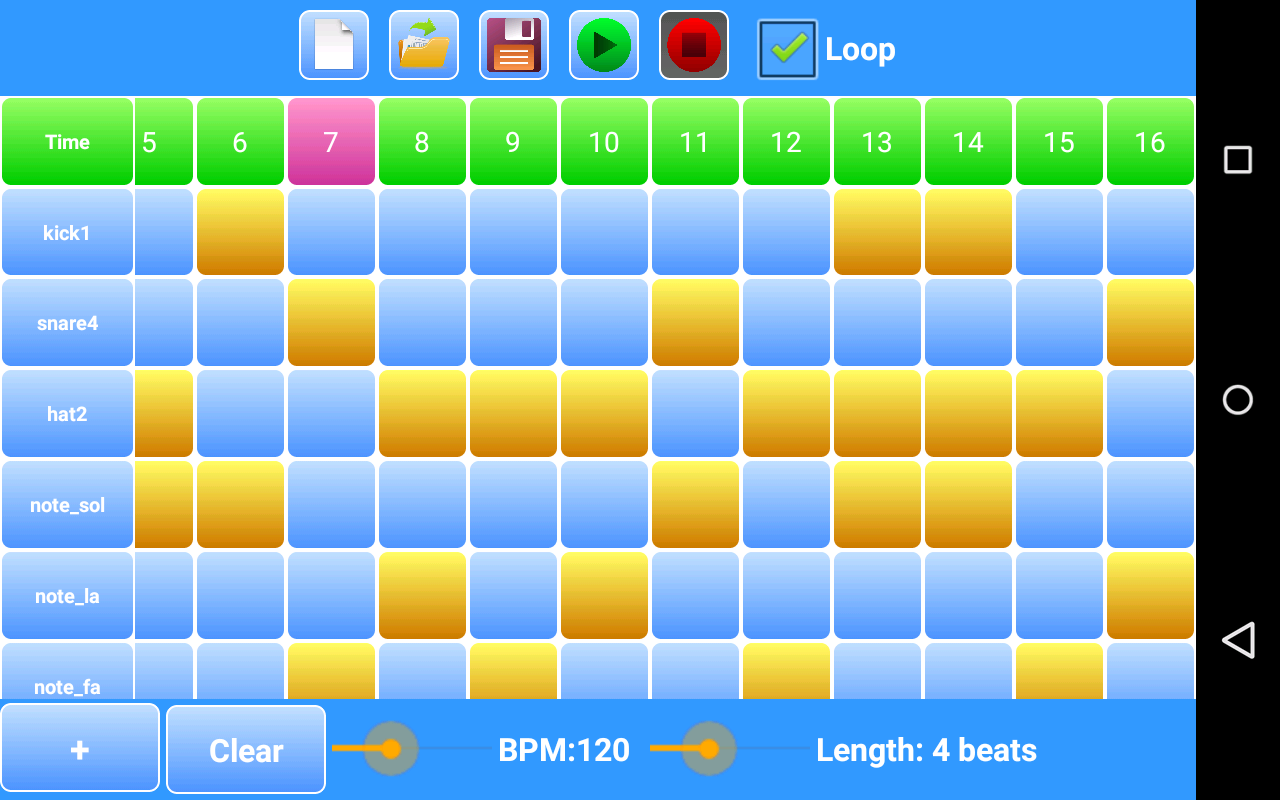 Loop
Time 5 6 7 8 9 10 11 12 13 14 15 16
kick1
snare4
hat2
note_sol
note_la
note_fa
+ Clear BPM:120 Length: 4 beats